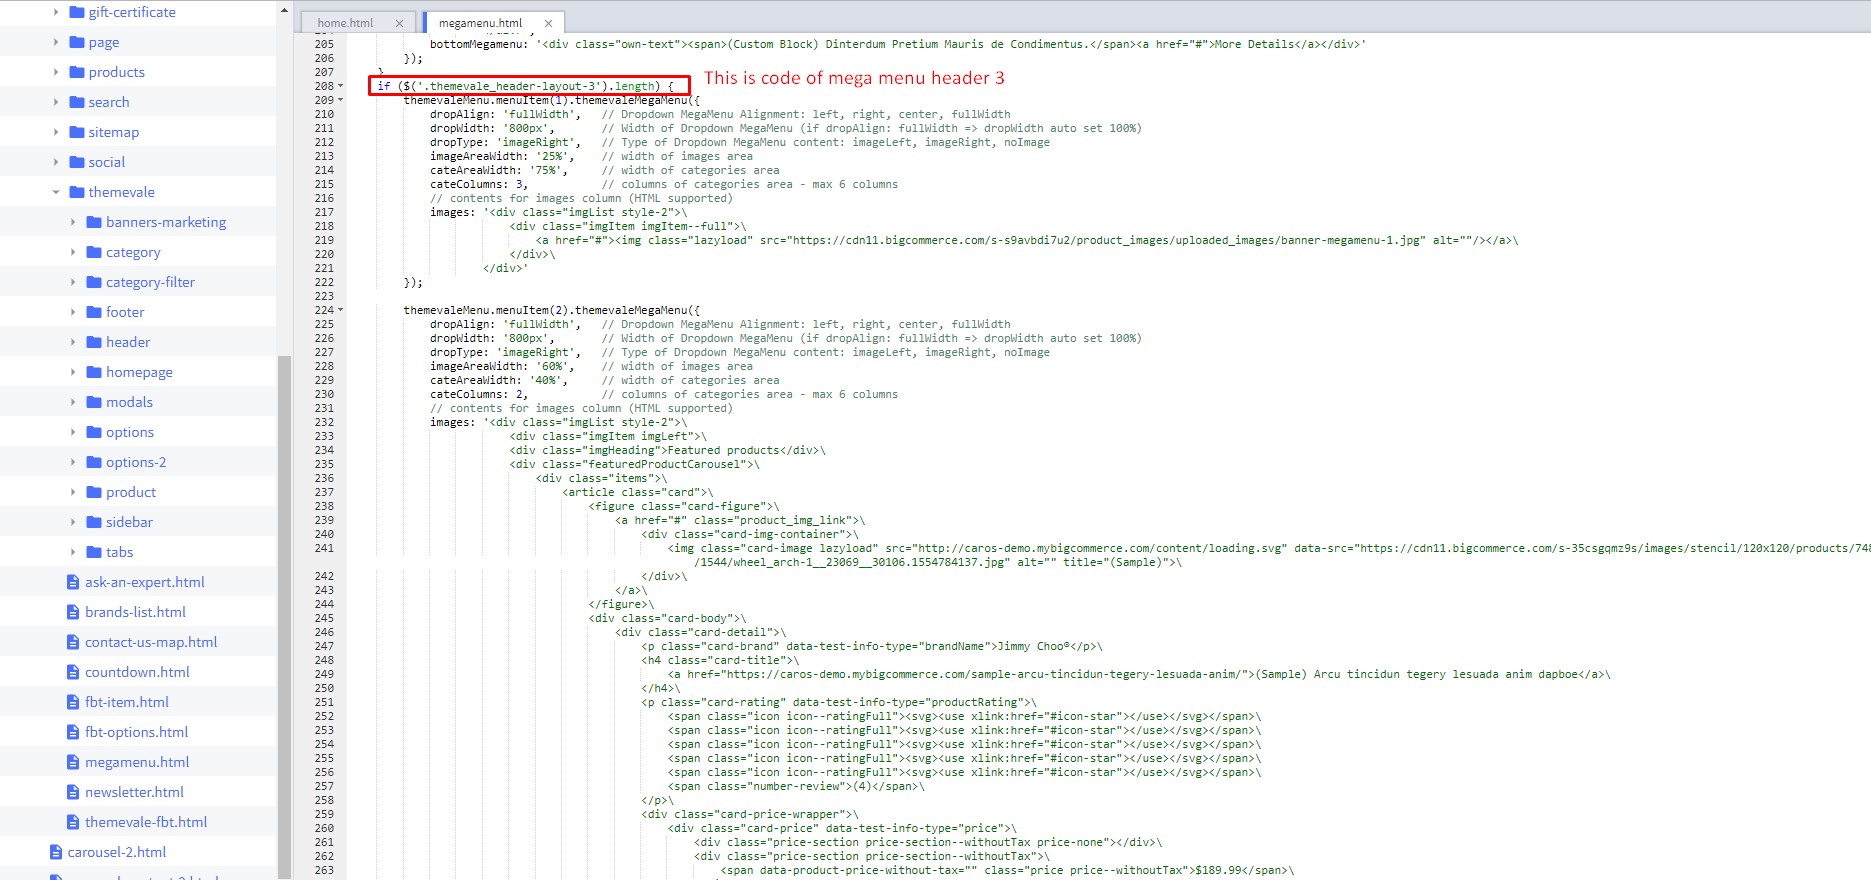 gift-certificate
page
products
search
sitemap
social
themevale
banners-marketing
category
category-filter
footer
header
homepage
modals
options
options-2
product
sidebar
tabs
ask-an-expert.html
brands-list.html
contact-us-map.html
countdown.html
fbt-item.html
fbt-options.html
megamenu.html
newsletter.html
themevale-fbt.html
carousel-2.html
home.html
megamenu.html
205 bottomMegamenu: '<div class="own-text"><span>(Custom Block) Dinterdum Pretium Mauris de Condimentus.</span><a href="#">More Details</a></div>'
206 });
207 }
208 if ($('.themevale_header-layout-3').length) {
This is code of mega menu header 3
209 themevaleMenu.menuItem(1).themevaleMegaMenu({
210 dropAlign: 'fullWidth', // Dropdown MegaMenu Alignment: left, right, center, fullWidth
211 dropWidth: '800px', // Width of Dropdown MegaMenu (if dropAlign: fullWidth => dropWidth auto set 100%)
212 dropType: 'imageRight', // Type of Dropdown MegaMenu content: imageLeft, imageRight, noImage
213 imageAreaWidth: '25%', // width of images area
214 cateAreaWidth: '75%', // width of categories area
215 cateColumns: 3, // columns of categories area - max 6 columns
216 // contents for images column (HTML supported)
217 images: '<div class="imgList style-2">\
218 <div class="imgItem imgItem--full">\
219 <a href="#"><img class="lazyload" src="https://cdn11.bigcommerce.com/s-s9avbdi7u2/product_images/uploaded_images/banner-megamenu-1.jpg" alt=""/></a>\
220 </div>\
221 </div>'
222 });
223
224 themevaleMenu.menuItem(2).themevaleMegaMenu({
225 dropAlign: 'fullWidth', // Dropdown MegaMenu Alignment: left, right, center, fullWidth
226 dropWidth: '800px', // Width of Dropdown MegaMenu (if dropAlign: fullWidth => dropWidth auto set 100%)
227 dropType: 'imageRight', // Type of Dropdown MegaMenu content: imageLeft, imageRight, noImage
228 imageAreaWidth: '60%', // width of images area
229 cateAreaWidth: '40%', // width of categories area
230 cateColumns: 2, // columns of categories area - max 6 columns
231 // contents for images column (HTML supported)
232 images: '<div class="imgList style-2">\
233 <div class="imgItem imgLeft">\
234 <div class="imgHeading">Featured products</div>\
235 <div class="featuredProductCarousel">\
236 <div class="items">\
237 <article class="card">\
238 <figure class="card-figure">\
239 <a href="#" class="product_img_link">\
240 <div class="card-img-container">\
241 <img class="card-image lazyload" src="http://caros-demo.mybigcommerce.com/content/loading.svg" data-src="https://cdn11.bigcommerce.com/s-35csgqmz9s/images/stencil/120x120/products/748
/1544/wheel_arch-1__23069__30106.1554784137.jpg" alt="" title="(Sample)">\
242 </div>\
243 </a>\
244 </figure>\
245 <div class="card-body">\
246 <div class="card-detail">\
247 <p class="card-brand" data-test-info-type="brandName">Jimmy Choo®</p>\
248 <h4 class="card-title">\
249 <a href="https://caros-demo.mybigcommerce.com/sample-arcu-tincidun-tegery-lesuada-anim/">(Sample) Arcu tincidun tegery lesuada anim dapboe</a>\
250 </h4>\
251 <p class="card-rating" data-test-info-type="productRating">\
252 <span class="icon icon--ratingFull"><svg><use xlink:href="#icon-star"></use></svg></span>\
253 <span class="icon icon--ratingFull"><svg><use xlink:href="#icon-star"></use></svg></span>\
254 <span class="icon icon--ratingFull"><svg><use xlink:href="#icon-star"></use></svg></span>\
255 <span class="icon icon--ratingFull"><svg><use xlink:href="#icon-star"></use></svg></span>\
256 <span class="icon icon--ratingFull"><svg><use xlink:href="#icon-star"></use></svg></span>\
257 <span class="number-review">(4)</span>\
258 </p>\
259 <div class="card-price-wrapper">\
260 <div class="card-price" data-test-info-type="price">\
261 <div class="price-section price-section--withoutTax price-none"></div>\
262 <div class="price-section price-section--withoutTax">\
263 <span data-product-price-without-tax="" class="price price--withoutTax">$189.99</span>\